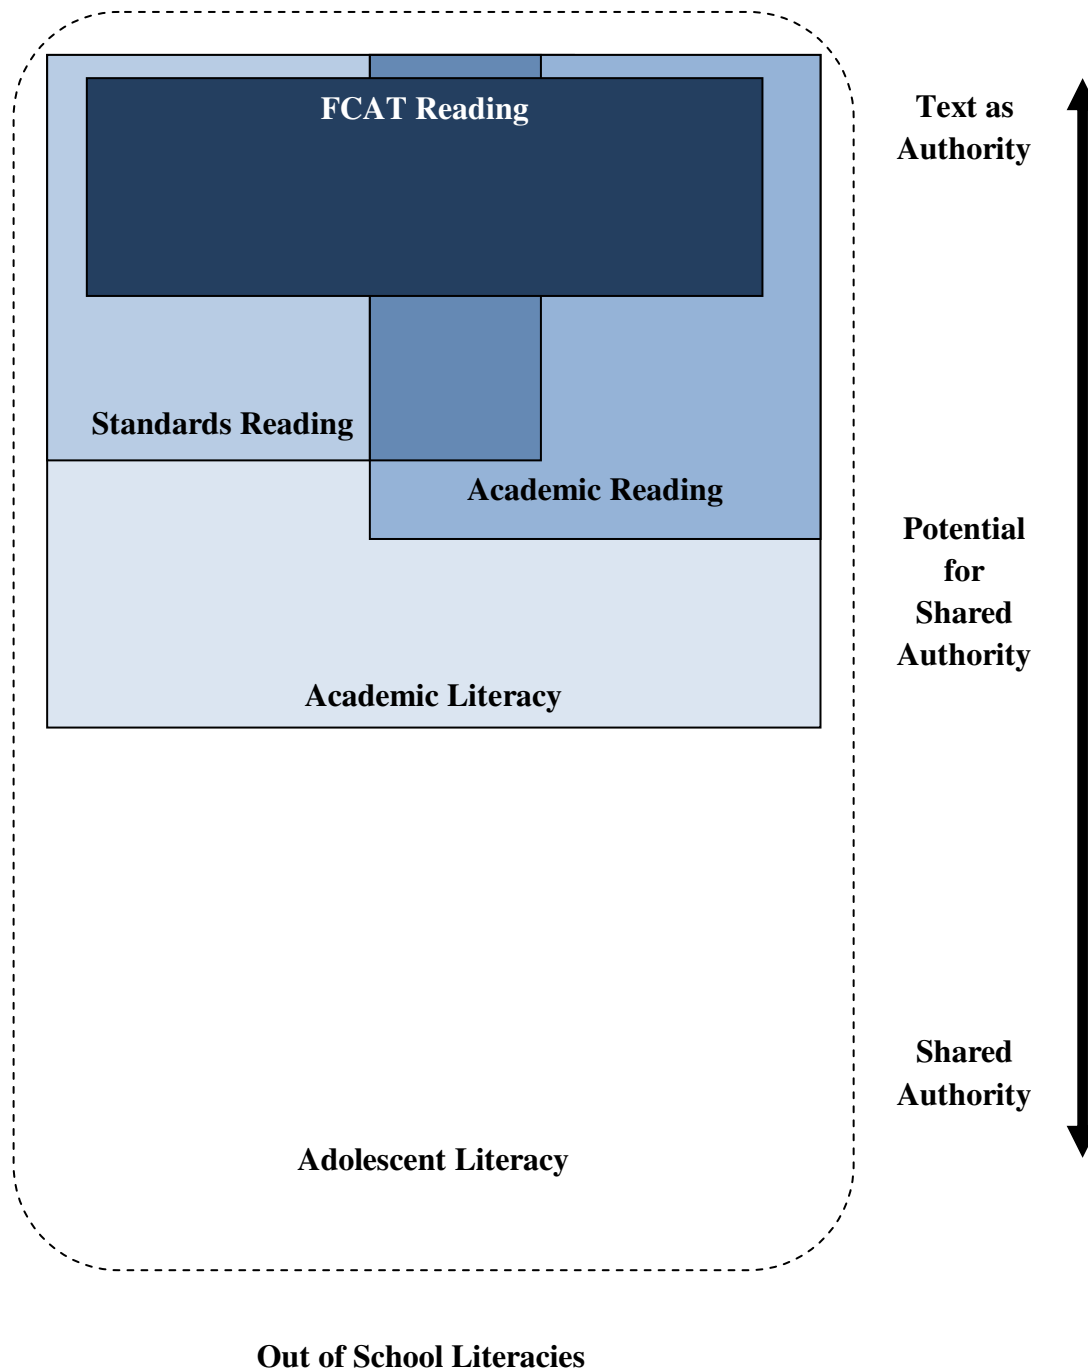 FCAT Reading
Text as
Authority
Standards Reading
Academic Reading
Potential
for
Shared
Authority
Academic Literacy
Shared
Authority
Adolescent Literacy
Out of School Literacies